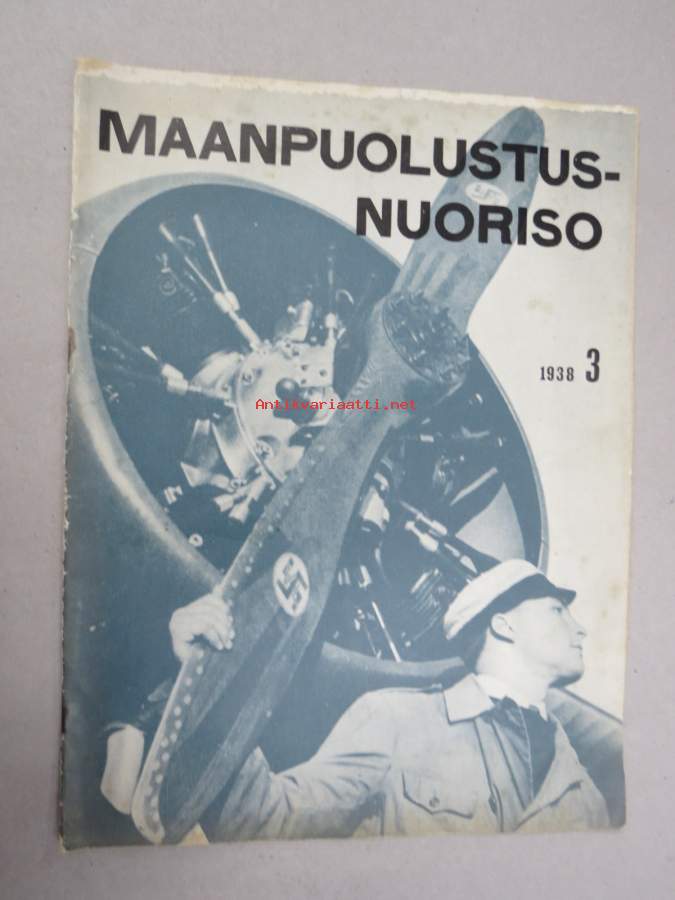 MAANPUOLUSTUS-
NUORISO
1938 3
Antikvariaatti.net